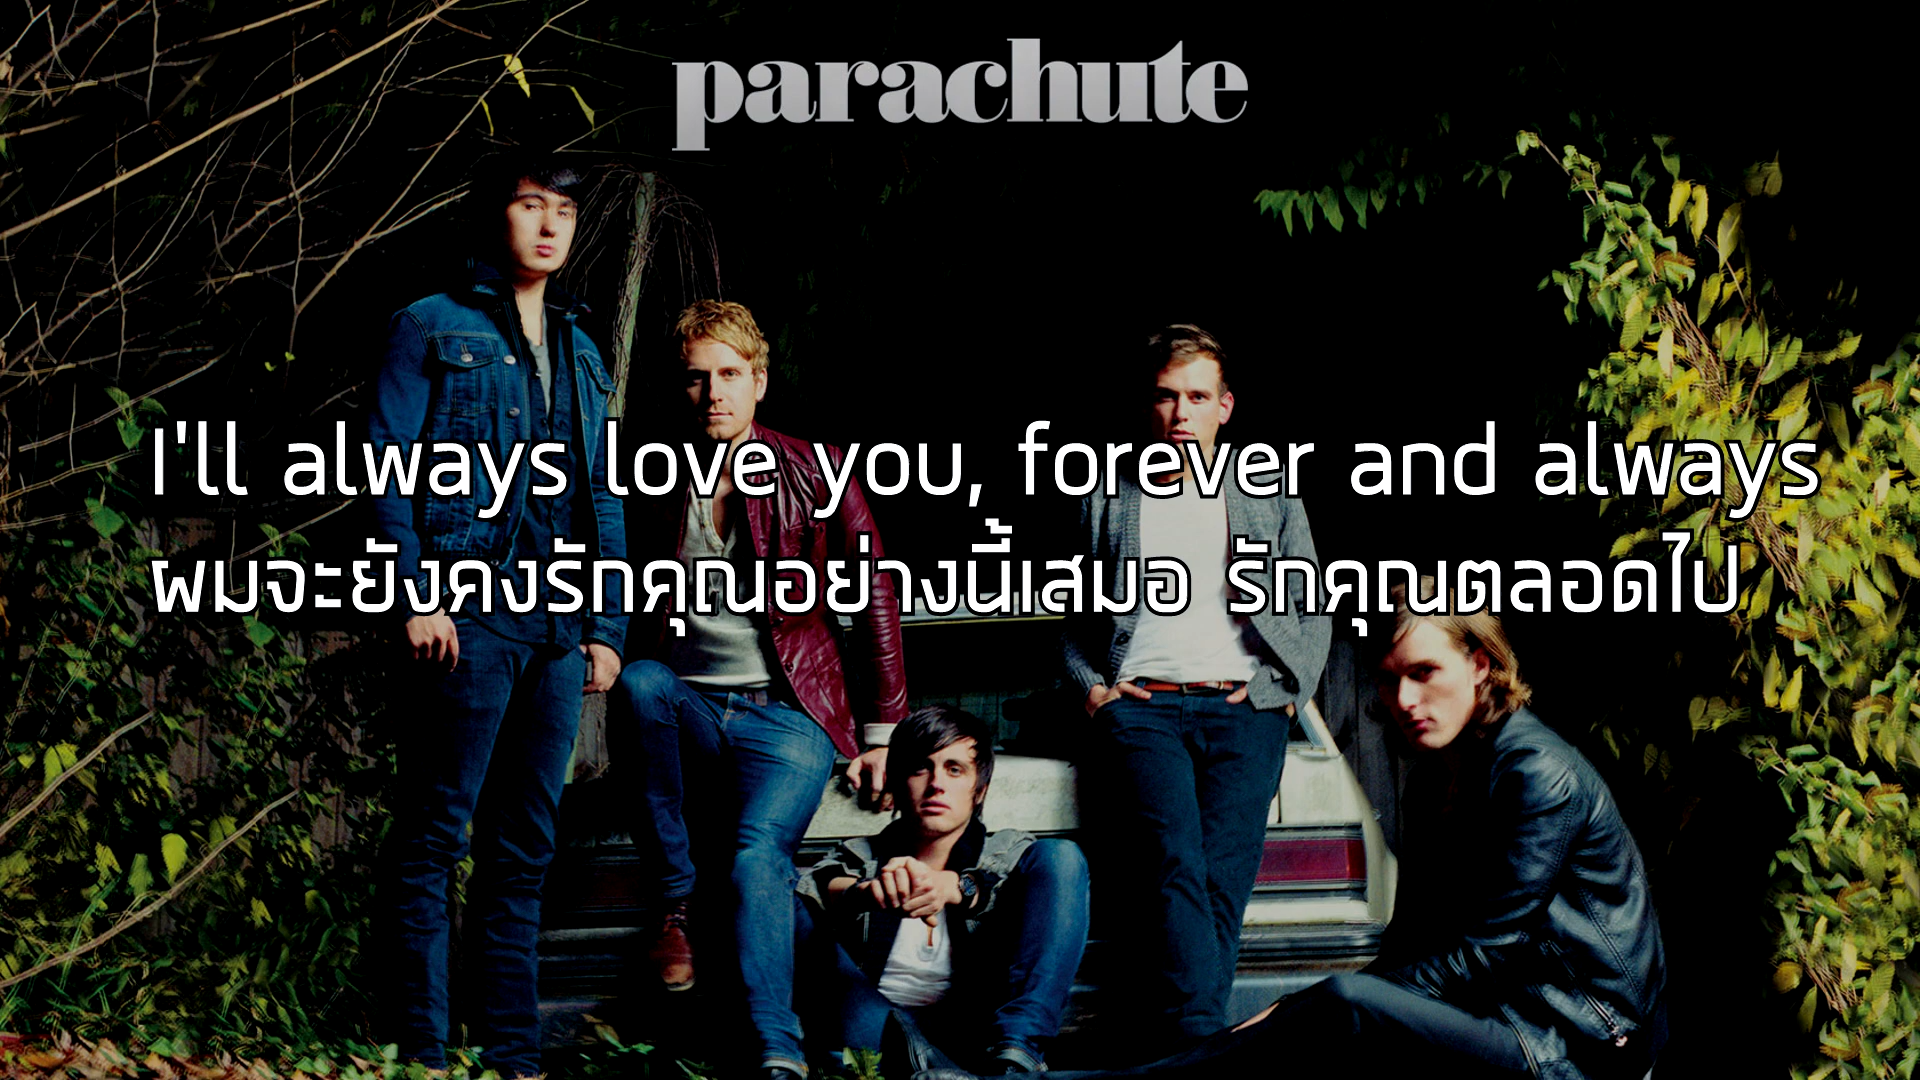 parachute
I'll always love you, forever and always
ผมจะยังคงรักคุณอย่างนี้เสมอ รักคุณตลอดไป